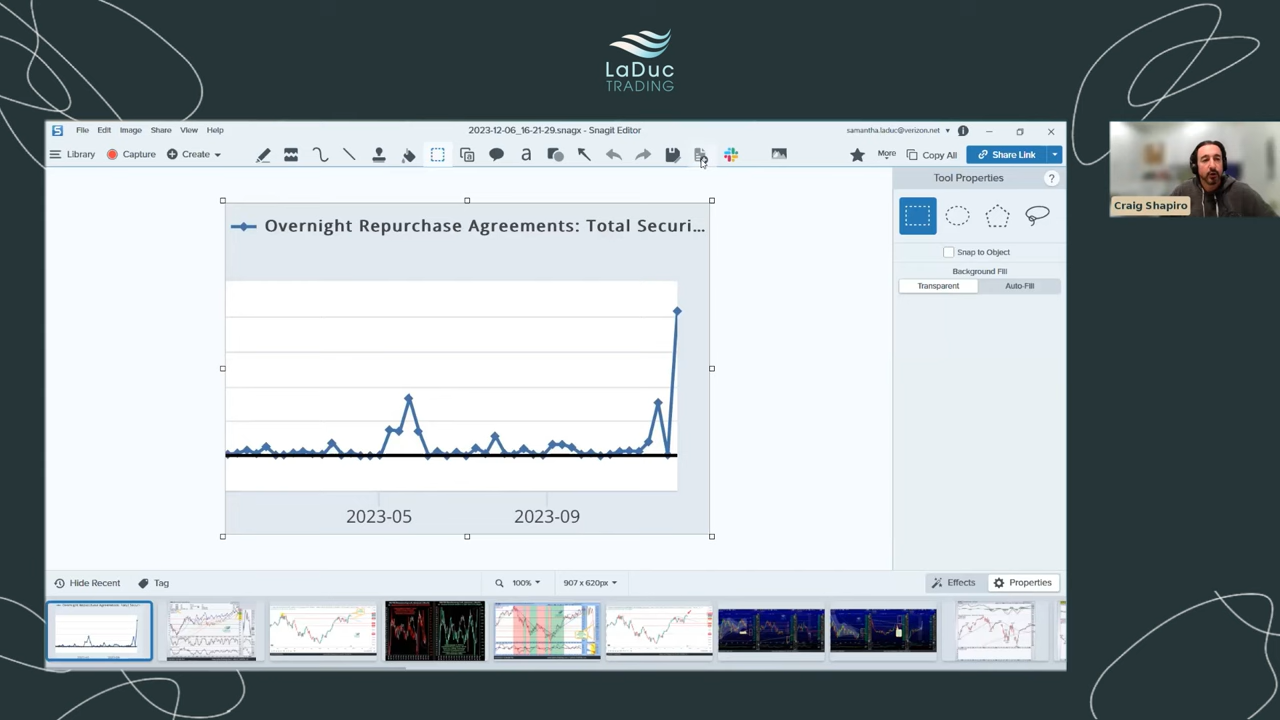 LaDuc
TRADING
File Edit Image Share View Help
2023-12-06_16-21-29.snagx - Snagit Editor
samantha.laduc@verizon.net
Library Capture Create
a
More
Copy All
Share Link
Tool Properties
?
Snap to Object
Background Fill
Transparent Auto-Fill
Overnight Repurchase Agreements: Total Securi...
2023-05 2023-09
Hide Recent Tag
100%
907 x 620px
Effects
Properties
Craig Shapiro